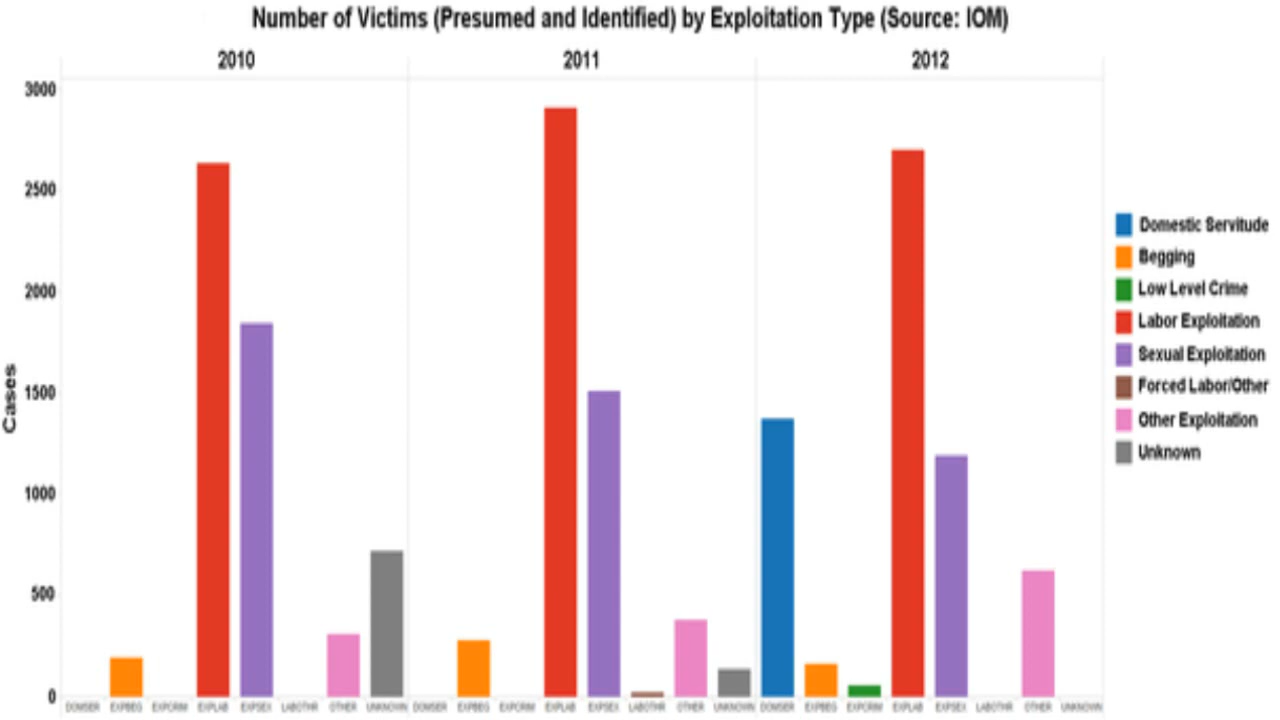 Number of Victims (Presumed and Identified) by Exploitation Type (Source: IOM)
2010 2011 2012
3000
2500
2000
1500
1000
500
0
Cases
DOMSER EXPBEG EXPCRIM EXPLAB EXPSEX LABOTHR OTHER UNKNOWN DOMSER EXPBEG EXPCRIM EXPLAB EXPSEX LABOTHR OTHER UNKNOWN DOMSER EXPBEG EXPCRIM EXPLAB EXPSEX LABOTHR OTHER UNKNOWN
Domestic Servitude
Begging
Low Level Crime
Labor Exploitation
Sexual Exploitation
Forced Labor/Other
Other Exploitation
Unknown